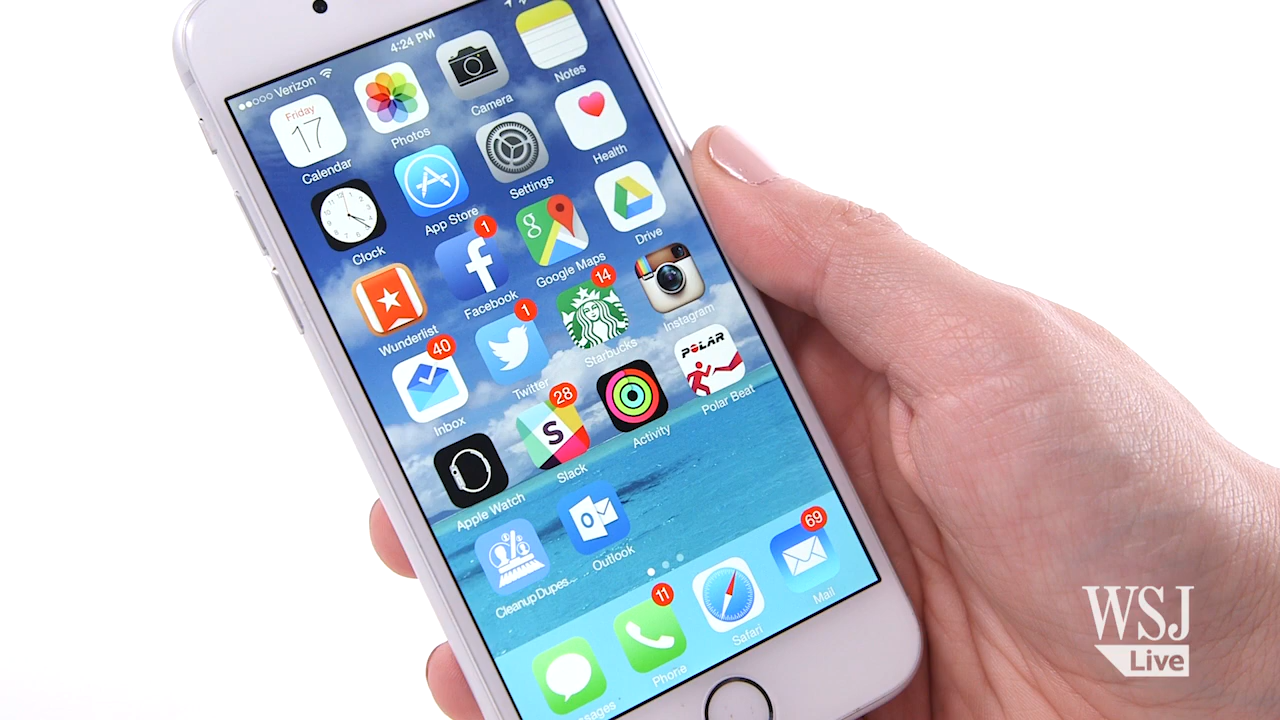 Verizon
4:24 PM
Friday
17
Calendar
Photos
Camera
Notes
Clock
App Store
Settings
Health
Wunderlist
1
Facebook
g
Google Maps
Drive
40
Inbox
1
Twitter
14
Starbucks
Instagram
Apple Watch
28
S
Slack
Activity
POLAR
Polar Beat
Cleanup Dupes...
O
Outlook
11
Phone
Safari
69
Mail
WSJ
Live